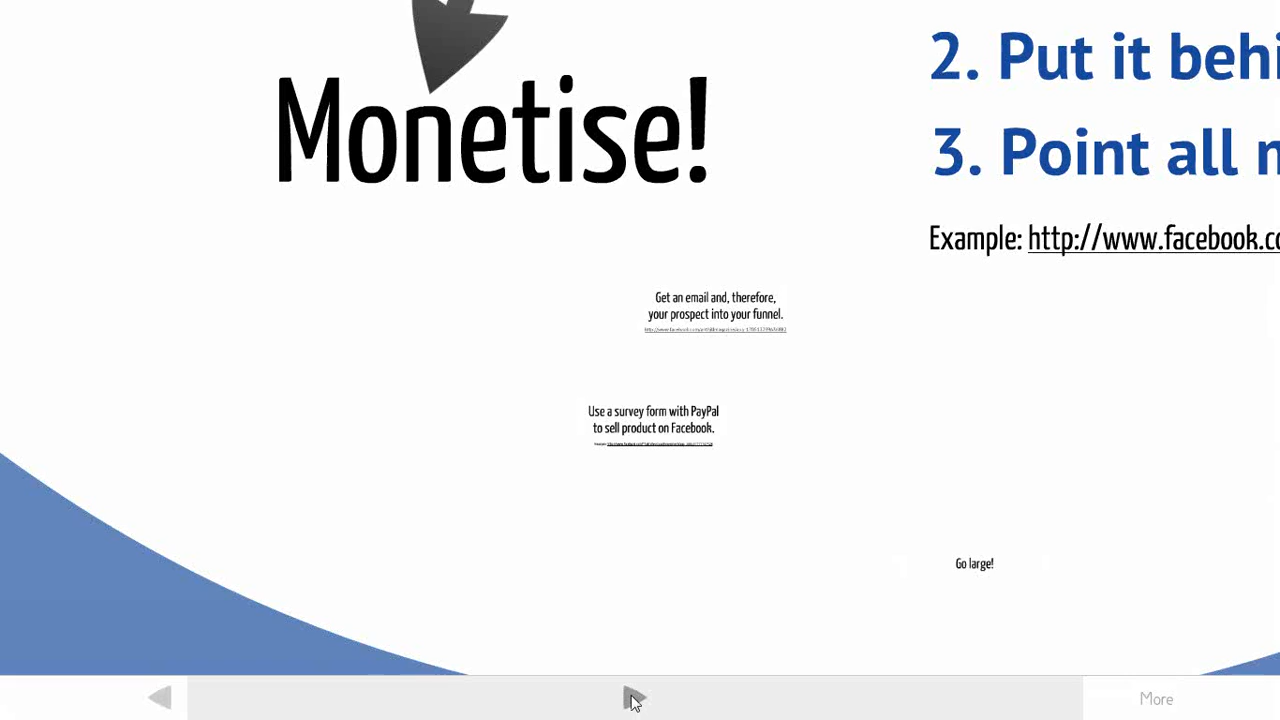 Monetise!
2. Put it behi
3. Point all
Example: http://www.facebook.co
Get an email and, therefore,
your prospect into your funnel.
Use a survey form with PayPal
to sell product on Facebook.
Go large!
More